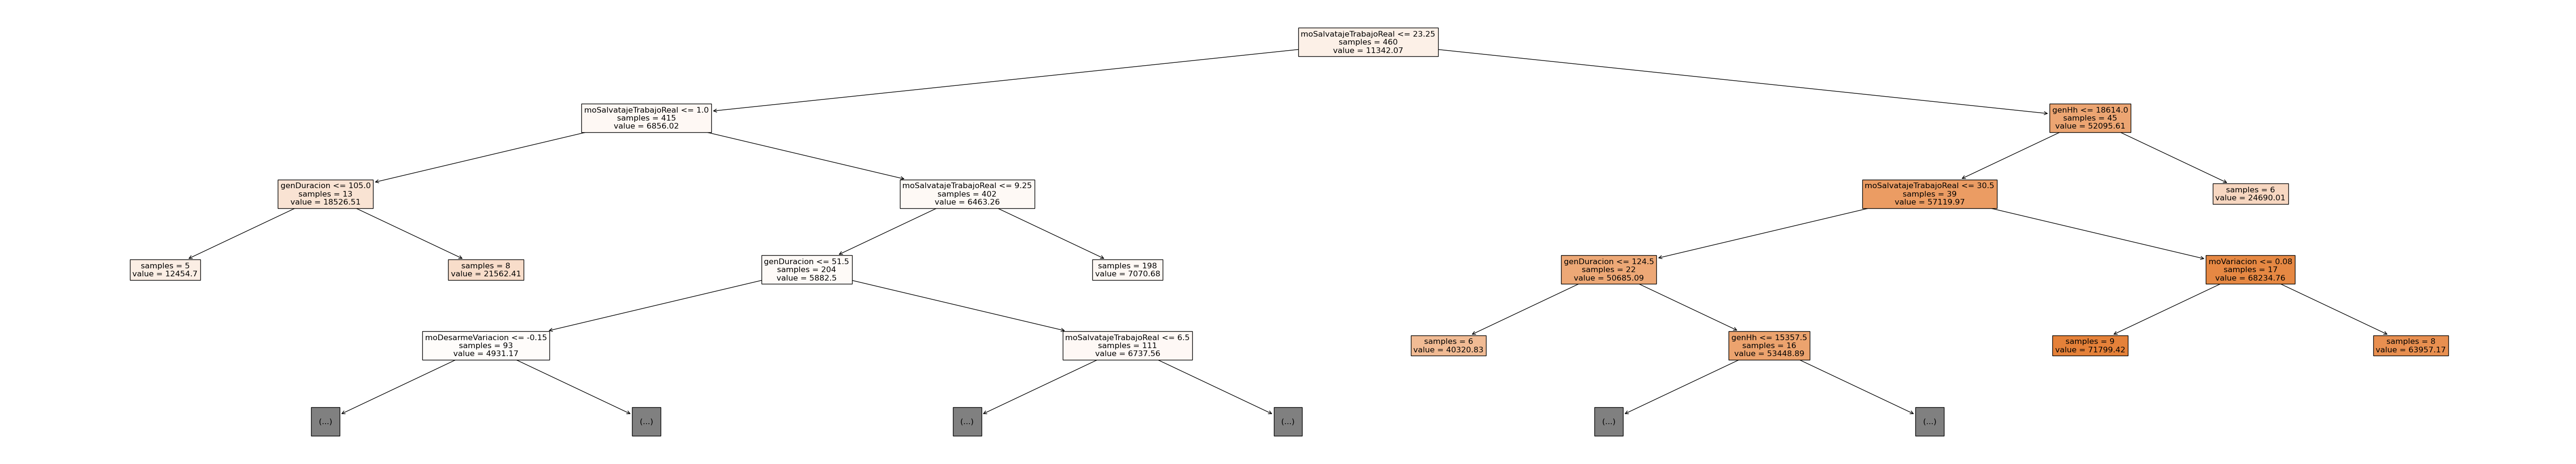 moSalvatajeTrabajoReal <= 23.25
samples = 460
value = 11342.07
moSalvatajeTrabajoReal <= 1.0
samples = 415
value = 6856.02
genHh <= 18614.0
samples = 45
value = 52095.61
genDuracion <= 105.0
samples = 13
value = 18526.51
moSalvatajeTrabajoReal <= 9.25
samples = 402
value = 6463.26
moSalvatajeTrabajoReal <= 30.5
samples = 39
value = 57119.97
samples = 6
value = 24690.01
samples = 5
value = 12454.7
samples = 8
value = 21562.41
genDuracion <= 51.5
samples = 204
value = 5882.5
samples = 198
value = 7070.68
genDuracion <= 124.5
samples = 22
value = 50685.09
moVariacion <= 0.08
samples = 17
value = 68234.76
moDesarmeVariacion <= -0.15
samples = 93
value = 4931.17
moSalvatajeTrabajoReal <= 6.5
samples = 111
value = 6737.56
samples = 6
value = 40320.83
genHh <= 15357.5
samples = 16
value = 53448.89
samples = 9
value = 71799.42
samples = 8
value = 63957.17
(...)
(...)
(...)
(...)
(...)
(...)